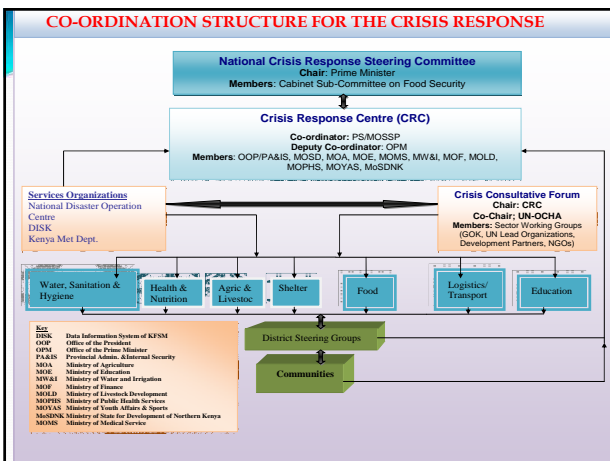 CO-ORDINATION STRUCTURE FOR THE CRISIS RESPONSE
National Crisis Response Steering Committee
Chair: Prime Minister
Members: Cabinet Sub-Committee on Food Security
Crisis Response Centre (CRC)
Co-ordinator: PS/MOSSP
Deputy Co-ordinator: OPM
Members: OOP/PA&IS, MOSD, MOA, MOE, MOMS, MW&I, MOF, MOLD,
MOPHS, MOYAS, MoSDNK
Services Organizations
National Disaster Operation
Centre
DISK
Kenya Met Dept.
Crisis Consultative Forum
Chair: CRC
Co-Chair; UN-OCHA
Members: Sector Working Groups
(GOK, UN Lead Organizations,
Development Partners, NGOs)
Water, Sanitation &
Hygiene
Health &
Nutrition
Agric &
Livestoc
Shelter
Food
Logistics/
Transport
Education
District Steering Groups
Communities
Key
DISK Data Information System of KFSM
OOP Office of the President
OPM Office of the Prime Minister
PA&IS Provincial Admin. &Internal Security
MOA Ministry of Agriculture
MOE Ministry of Education
MW&I Ministry of Water and Irrigation
MOF Ministry of Finance
MOLD Ministry of Livestock Development
MOPHS Ministry of Public Health Services
MOYAS Ministry of Youth Affairs & Sports
MoSDNK Ministry of State for Development of Northern Kenya
MOMS Ministry of Medical Service